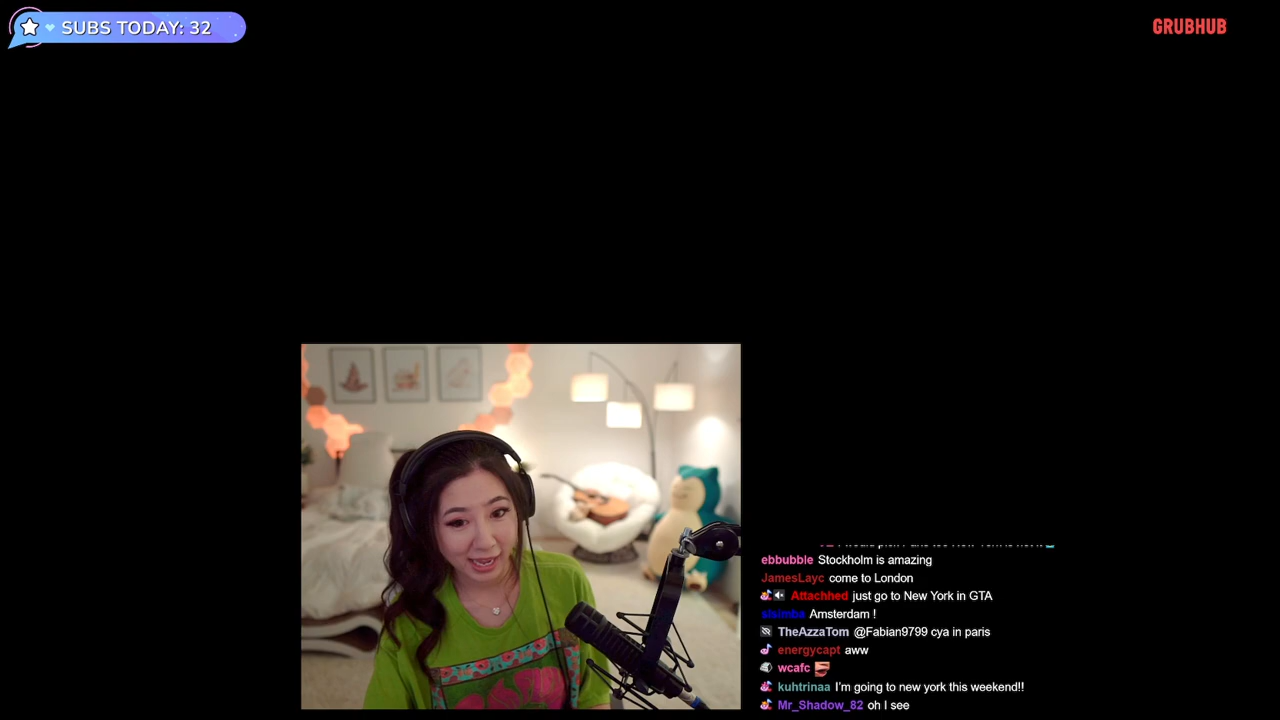 SUBS TODAY: 32
GRUBHUB
ebbubble Stockholm is amazing
JamesLayc come to London
Attachhed just go to New York in GTA
slsimba Amsterdam !
TheAzzaTom @Fabian9799 cya in paris
energycapt aww
wcafc
kuhtrinaa I'm going to new york this weekend!!
Mr_Shadow_82 oh I see